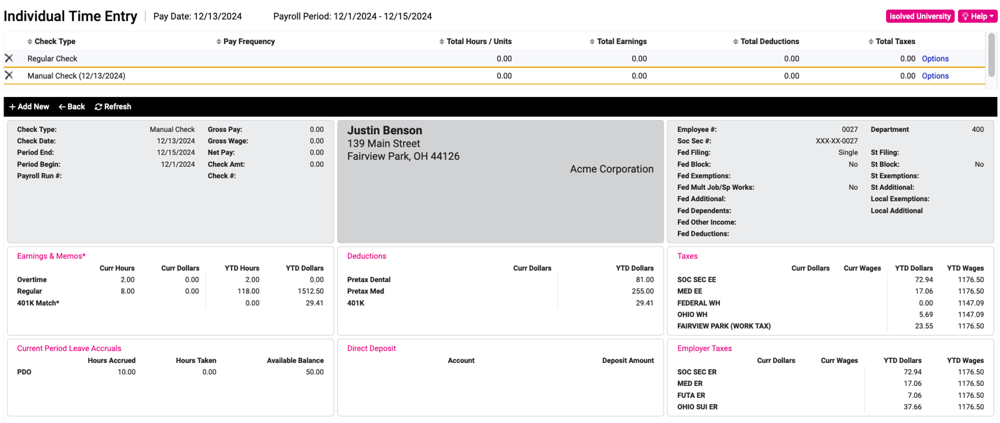 Individual Time Entry Pay Date: 12/13/2024 Payroll Period: 12/1/2024 - 12/15/2024 isolved University Help
Check Type Pay Frequency Total Hours / Units Total Earnings Total Deductions Total Taxes
Regular Check 0.00 0.00 0.00 0.00 Options
Manual Check (12/13/2024) 0.00 0.00 0.00 0.00 Options
+ Add New Back Refresh
Check Type: Manual Check Gross Pay: 0.00
Check Date: 12/13/2024 Gross Wage: 0.00
Period End: 12/15/2024 Net Pay: 0.00
Period Begin: 12/1/2024 Check Amt: 0.00
Payroll Run #: Check #:
Justin Benson
139 Main Street
Fairview Park, OH 44126
Acme Corporation
Employee #: 0027 Department 400
Soc Sec #: XXX-XX-0027
Fed Filing: Single St Filing:
Fed Block: No St Block: No
Fed Exemptions: St Exemptions:
Fed Mult Job/Sp Works: No St Additional:
Fed Additional: Local Exemptions:
Fed Dependents: Local Additional
Fed Other Income:
Fed Deductions:
Earnings & Memos*
Curr Hours Curr Dollars YTD Hours YTD Dollars
Overtime 2.00 0.00 2.00 0.00
Regular 8.00 0.00 118.00 1512.50
401K Match* 0.00 29.41
Deductions
Curr Dollars YTD Dollars
Pretax Dental 81.00
Pretax Med 255.00
401K 29.41
Taxes
Curr Dollars Curr Wages YTD Dollars YTD Wages
SOC SEC EE 72.94 1176.50
MED EE 17.06 1176.50
FEDERAL WH 0.00 1147.09
OHIO WH 5.69 1147.09
FAIRVIEW PARK (WORK TAX) 23.55 1176.50
Current Period Leave Accruals
Hours Accrued Hours Taken Available Balance
PDO 10.00 0.00 50.00
Direct Deposit
Account Deposit Amount
Employer Taxes
Curr Dollars Curr Wages YTD Dollars YTD Wages
SOC SEC ER 72.94 1176.50
MED ER 17.06 1176.50
FUTA ER 7.06 1176.50
OHIO SUI ER 37.66 1176.50